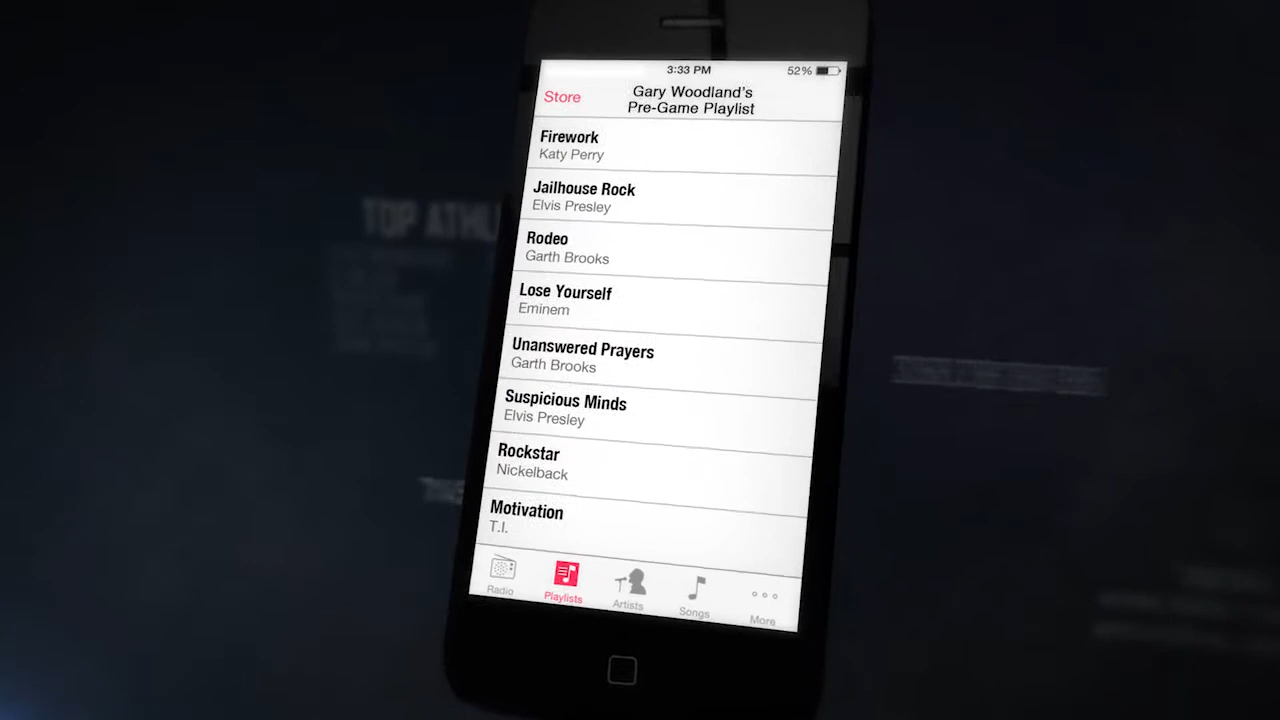 3:33 PM
52%
Store
Gary Woodland's
Pre-Game Playlist
Firework
Katy Perry
Jailhouse Rock
Elvis Presley
Rodeo
Garth Brooks
Lose Yourself
Eminem
Unanswered Prayers
Garth Brooks
Suspicious Minds
Elvis Presley
Rockstar
Nickelback
Motivation
T.I.
Radio
Playlists
Artists
Songs
More
TOP